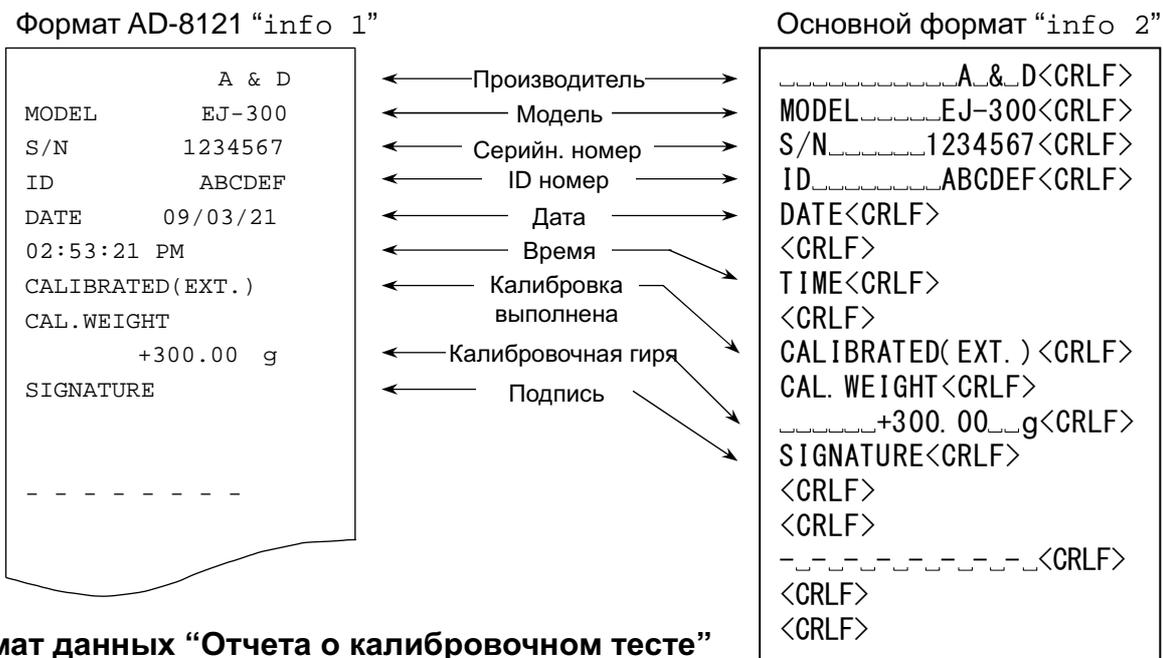 Формат AD-8121 “info 1”
A & D
MODEL EJ-300
S/N 1234567
ID ABCDEF
DATE 09/03/21
02:53:21 PM
CALIBRATED(EXT.)
CAL.WEIGHT
+300.00 g
SIGNATURE
- - - - - - - -
Производитель
Модель
Серийн. номер
ID номер
Дата
Время
Калибровка
выполнена
Калибровочная гиря
Подпись
Основной формат “info 2”
␣␣␣␣␣␣␣␣␣␣␣A␣&␣D<CRLF>
MODEL␣␣␣␣␣EJ-300<CRLF>
S/N␣␣␣␣␣␣1234567<CRLF>
ID␣␣␣␣␣␣␣␣ABCDEF<CRLF>
DATE<CRLF>
<CRLF>
TIME<CRLF>
<CRLF>
CALIBRATED(EXT.)<CRLF>
CAL.WEIGHT<CRLF>
␣␣␣␣␣␣+300.00␣␣g<CRLF>
SIGNATURE<CRLF>
<CRLF>
<CRLF>
-␣-␣-␣-␣-␣-␣-␣-␣<CRLF>
<CRLF>
<CRLF>
данных “Отчета о калибровочном тесте”